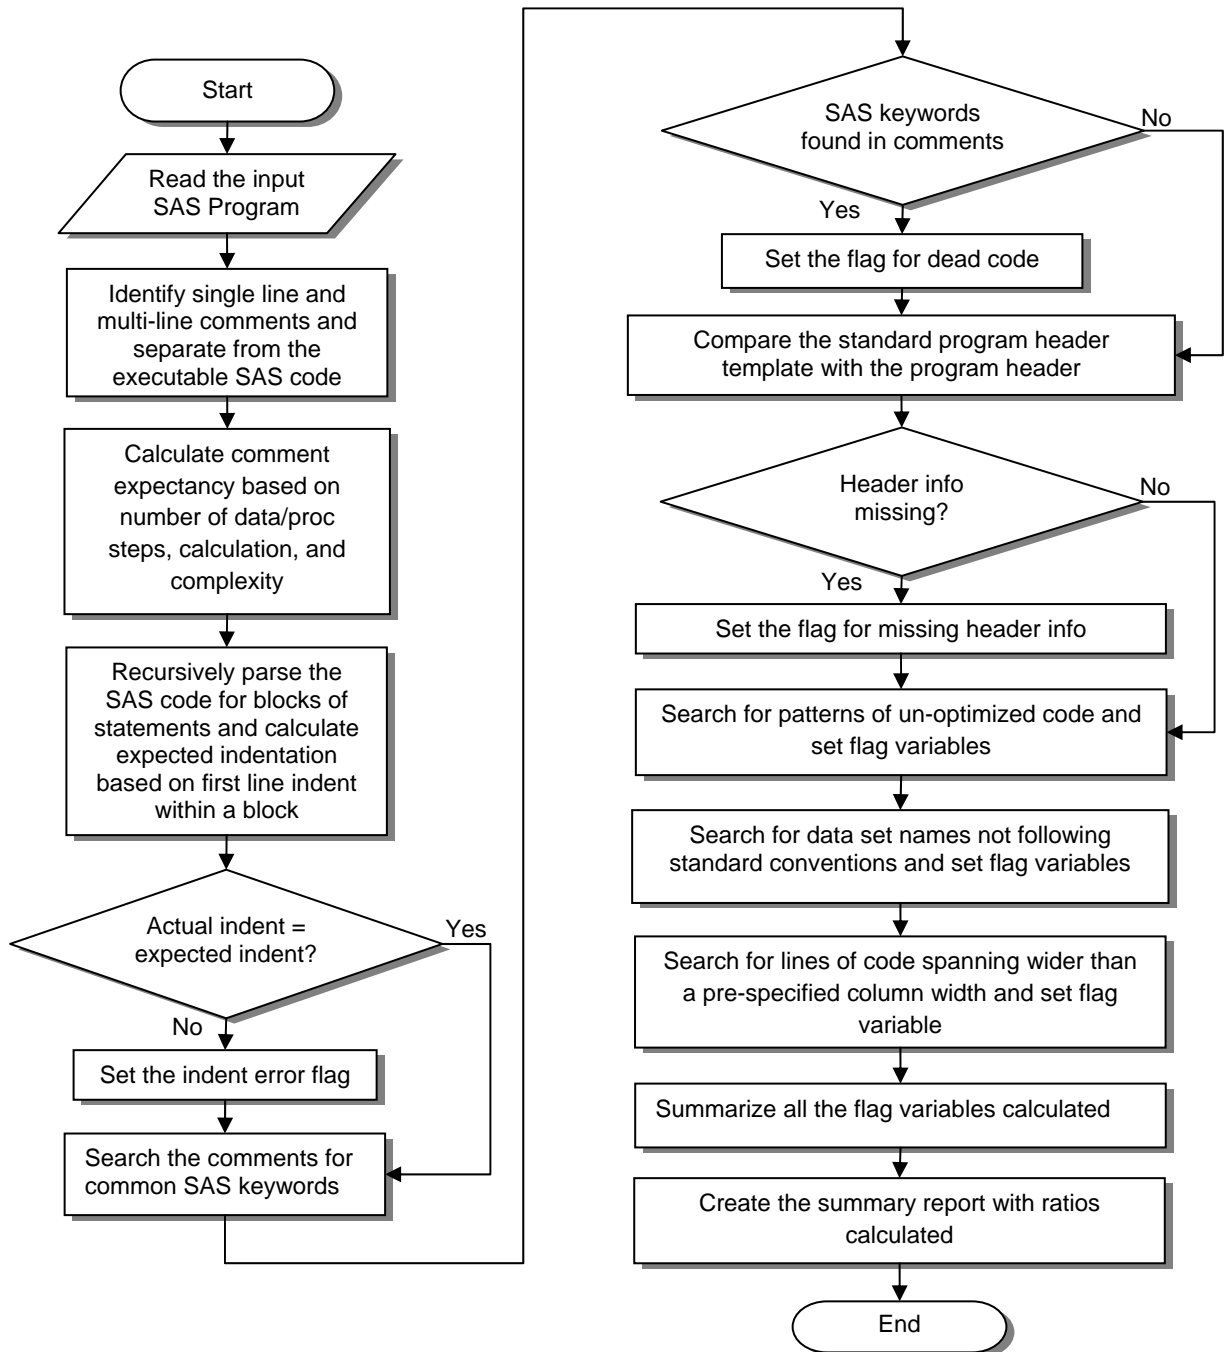 Start
Read the input
SAS Program
Identify single line and
multi-line comments and
separate from the
executable SAS code
Calculate comment
expectancy based on
number of data/proc
steps, calculation, and
complexity
Recursively parse the
SAS code for blocks of
statements and calculate
expected indentation
based on first line indent
within a block
Actual indent =
expected indent?
Yes
No
Set the indent error flag
Search the comments for
common SAS keywords
SAS keywords
found in comments
No
Yes
Set the flag for dead code
Compare the standard program header
template with the program header
Header info
missing?
No
Yes
Set the flag for missing header info
Search for patterns of un-optimized code and
set flag variables
Search for data set names not following
standard conventions and set flag variables
Search for lines of code spanning wider than
a pre-specified column width and set flag
variable
Summarize all the flag variables calculated
Create the summary report with ratios
calculated
End